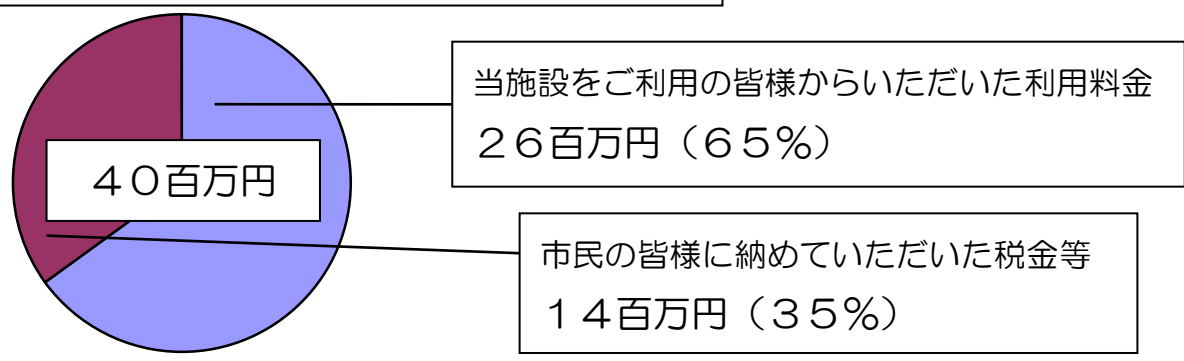 当施設をご利用の皆様からいただいた利用料金
２６百万円（６５％）
４０百万円
市民の皆様に納めていただいた税金等
１４百万円（３５％）